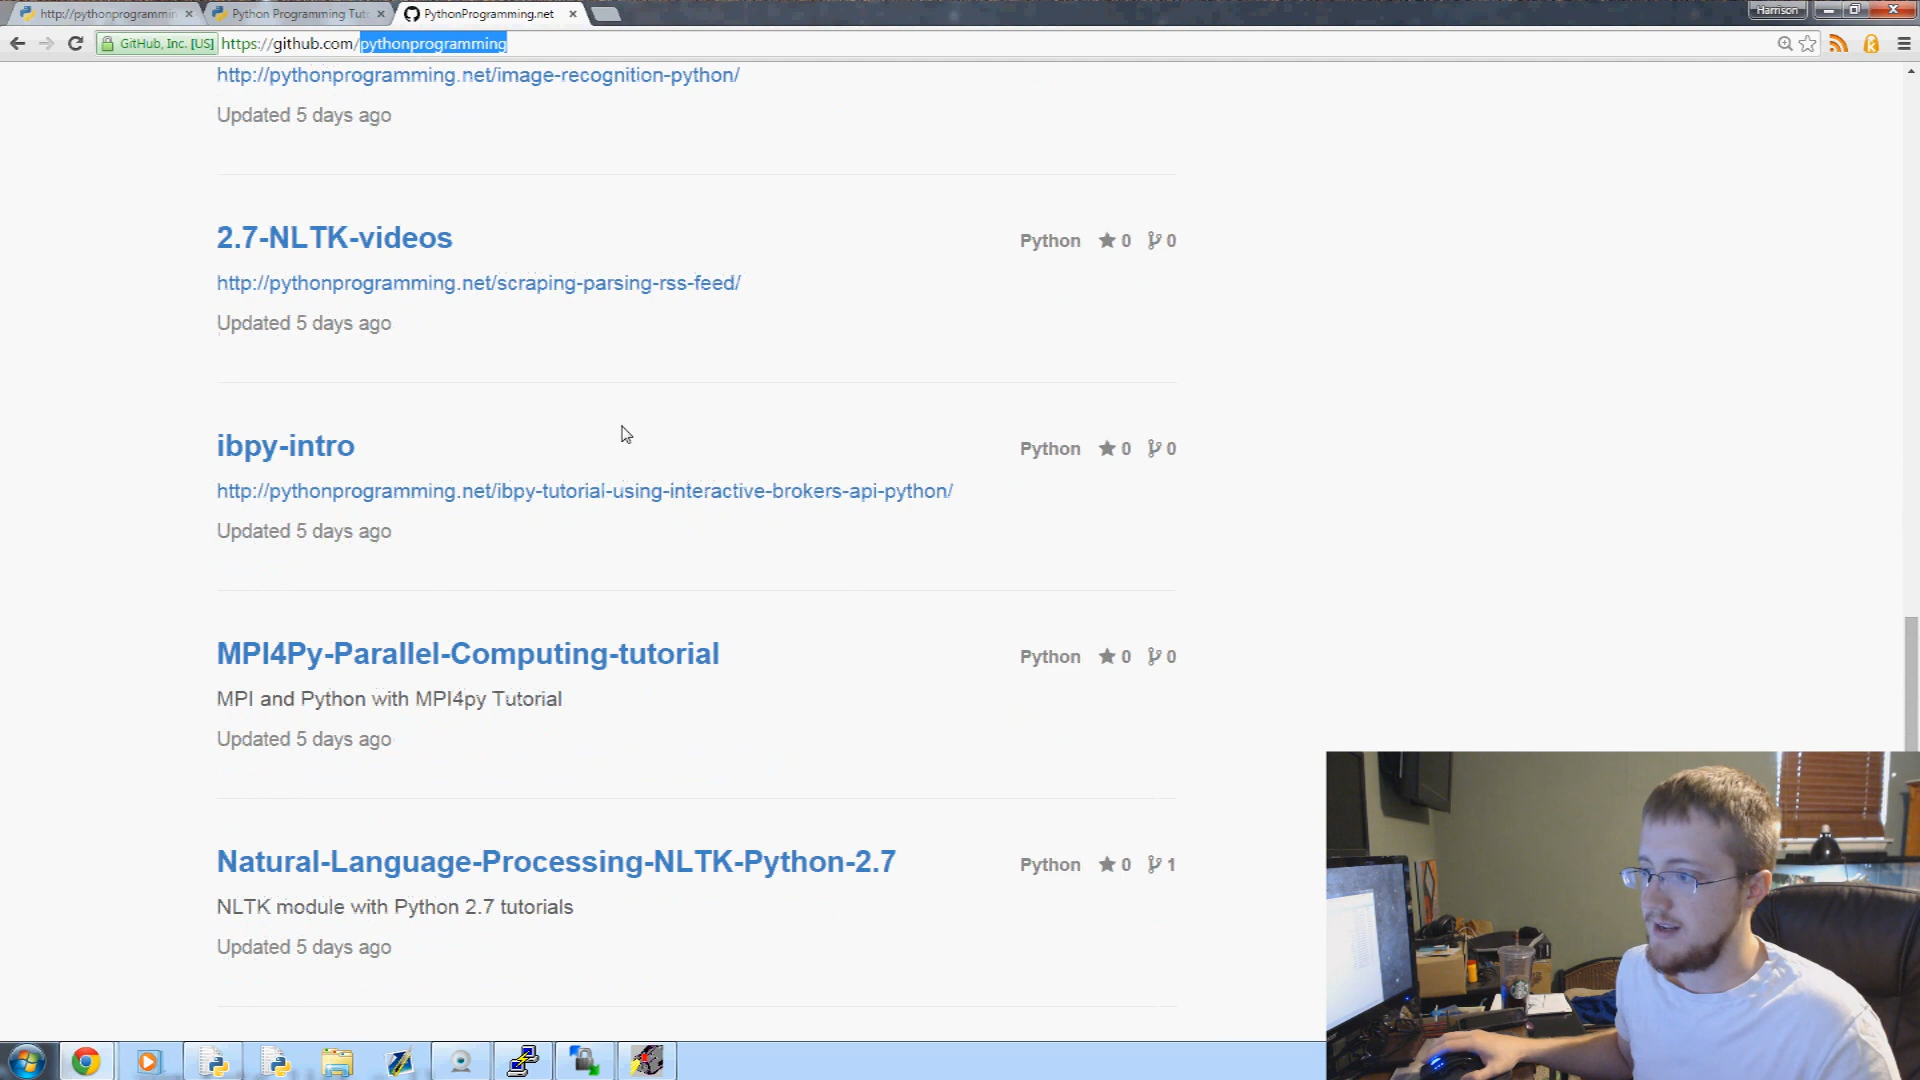 http://pythonprogrammin
Python Programming Tut
PythonProgramming.net
Harrison
GitHub, Inc. [US]
https://github.com/pythonprogramming
http://pythonprogramming.net/image-recognition-python/
Updated 5 days ago
2.7-NLTK-videos
Python 0 0
http://pythonprogramming.net/scraping-parsing-rss-feed/
Updated 5 days ago
ibpy-intro
Python 0 0
http://pythonprogramming.net/ibpy-tutorial-using-interactive-brokers-api-python/
Updated 5 days ago
MPI4Py-Parallel-Computing-tutorial
Python 0 0
MPI and Python with MPI4py Tutorial
Updated 5 days ago
Natural-Language-Processing-NLTK-Python-2.7
Python 0 1
NLTK module with Python 2.7 tutorials
Updated 5 days ago